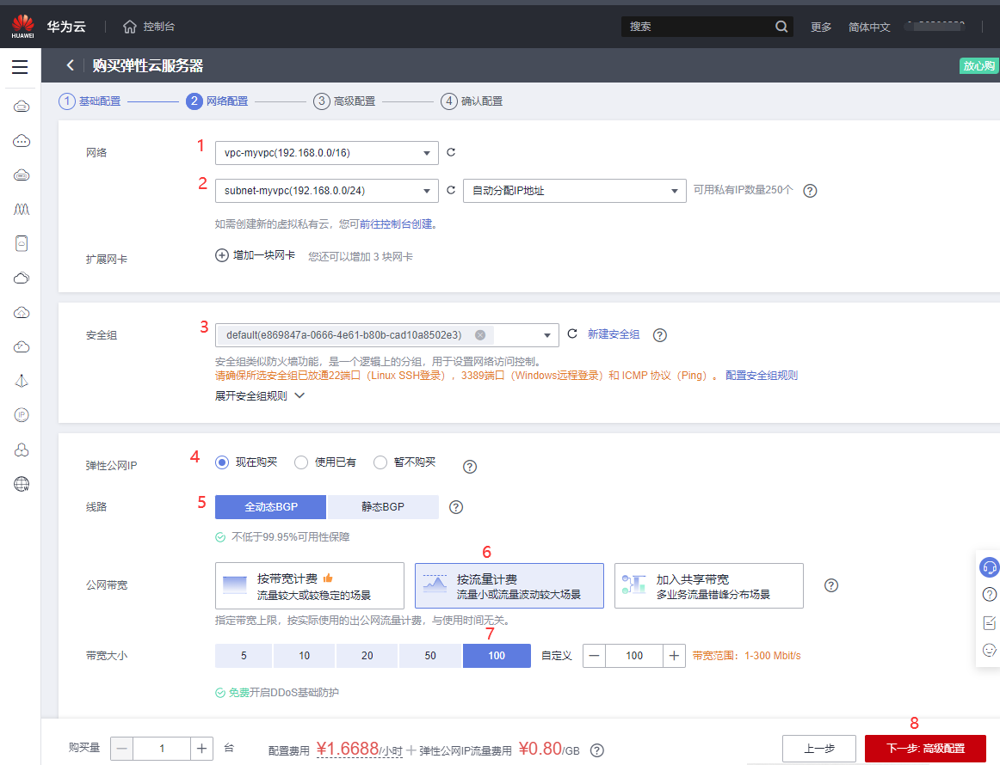 HUAWEI 华为云 控制台 搜索 更多 简体中文
购买弹性云服务器 放心购
1 基础配置 2 网络配置 3 高级配置 4 确认配置
网络 1 vpc-myvpc(192.168.0.0/16)
2 subnet-myvpc(192.168.0.0/24) 自动分配IP地址 可用私有IP数量250个 ?
如需创建新的虚拟私有云，您可前往控制台创建。
扩展网卡 增加一块网卡 您还可以增加 3 块网卡
安全组 3 default(e869847a-0666-4e61-b80b-cad10a8502e3) 新建安全组 ?
安全组类似防火墙功能，是一个逻辑上的分组，用于设置网络访问控制。
请确保所选安全组已放通22端口（Linux SSH登录），3389端口（Windows远程登录）和 ICMP 协议（Ping）。 配置安全组规则
展开安全组规则
弹性公网IP 4 现在购买 使用已有 暂不购买 ?
线路 5 全动态BGP 静态BGP ?
不低于99.95%可用性保障
6
公网带宽 按带宽计费 按流量计费 加入共享带宽 ?
流量较大或较稳定的场景 流量小或流量波动较大场景 多业务流量错峰分布场景
指定带宽上限，按实际使用的出公网流量计费，与使用时间无关。
7
带宽大小 5 10 20 50 100 自定义 — 100 + 带宽范围：1-300 Mbit/s
免费开启DDoS基础防护
8
购买量 — 1 + 台 配置费用 ¥1.6688/小时 + 弹性公网IP流量费用 ¥0.80/GB ? 上一步 下一步: 高级配置
IP